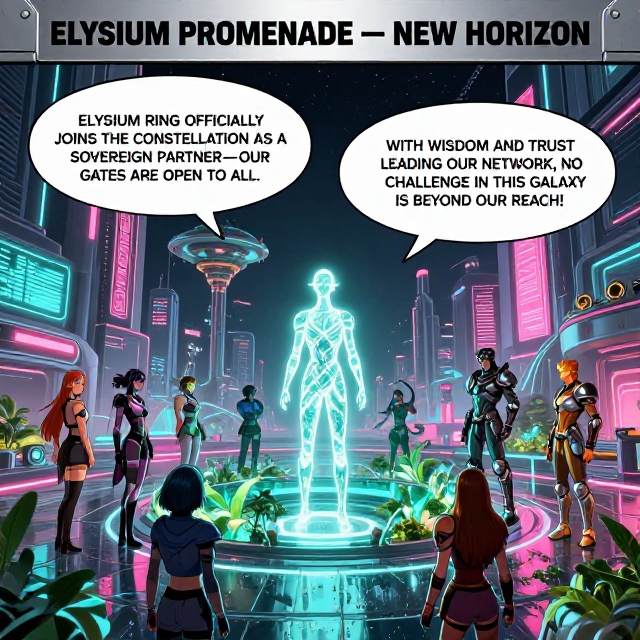 ELYSIUM PROMENADE — NEW HORIZON
ELYSIUM RING OFFICIALLY
JOINS THE CONSTELLATION AS A
SOVEREIGN PARTNER—OUR
GATES ARE OPEN TO ALL.
WITH WISDOM AND TRUST
LEADING OUR NETWORK, NO
CHALLENGE IN THIS GALAXY
IS BEYOND OUR REACH!